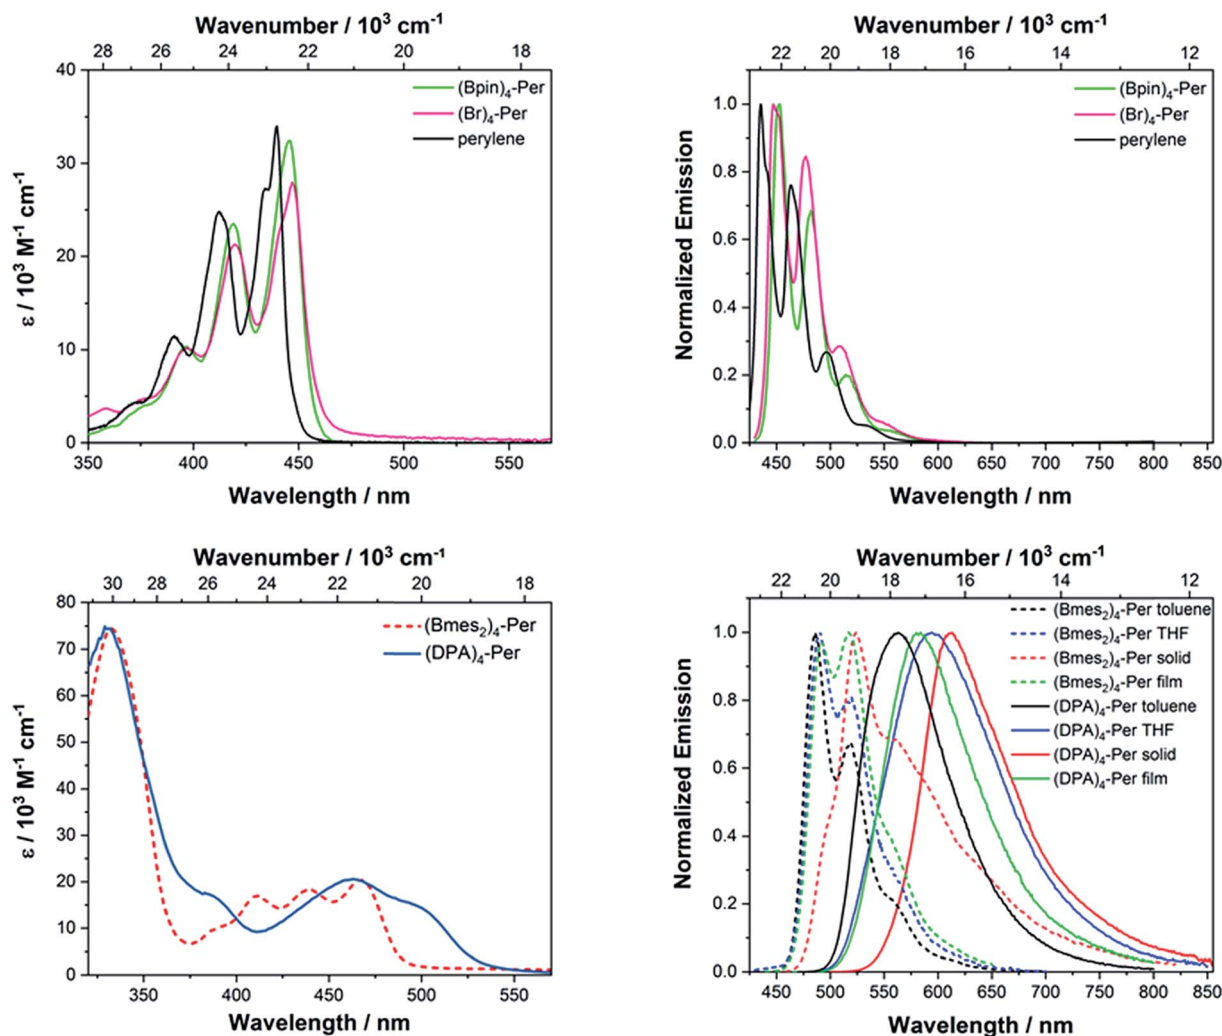 Wavenumber / 10³ cm⁻¹
28 26 24 22 20 18
40
30
20
10
0
ε / 10³ M⁻¹ cm⁻¹
(Bpin)₄-Per
(Br)₄-Per
perylene
350 400 450 500 550
Wavelength / nm
Wavenumber / 10³ cm⁻¹
22 20 18 16 14 12
1.0
0.8
0.6
0.4
0.2
0.0
Normalized Emission
(Bpin)₄-Per
(Br)₄-Per
perylene
450 500 550 600 650 700 750 800 850
Wavelength / nm
Wavenumber / 10³ cm⁻¹
30 28 26 24 22 20 18
80
70
60
50
40
30
20
10
0
ε / 10³ M⁻¹ cm⁻¹
(Bmes₂)₄-Per
(DPA)₄-Per
350 400 450 500 550
Wavelength / nm
Wavenumber / 10³ cm⁻¹
22 20 18 16 14 12
1.0
0.8
0.6
0.4
0.2
0.0
Normalized Emission
(Bmes₂)₄-Per toluene
(Bmes₂)₄-Per THF
(Bmes₂)₄-Per solid
(Bmes₂)₄-Per film
(DPA)₄-Per toluene
(DPA)₄-Per THF
(DPA)₄-Per solid
(DPA)₄-Per film
450 500 550 600 650 700 750 800 850
Wavelength / nm